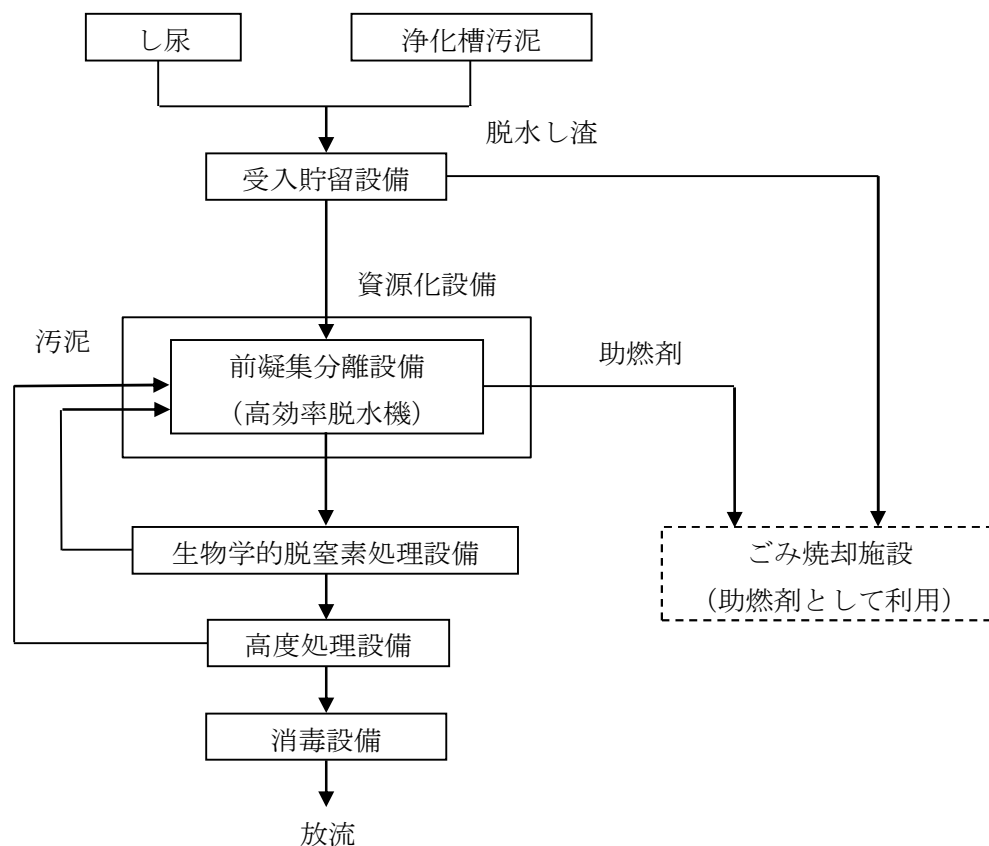 し尿
浄化槽汚泥
脱水し渣
受入貯留設備
資源化設備
汚泥
前凝集分離設備
（高効率脱水機）
助燃剤
生物学的脱窒素処理設備
ごみ焼却施設
（助燃剤として利用）
高度処理設備
消毒設備
放流